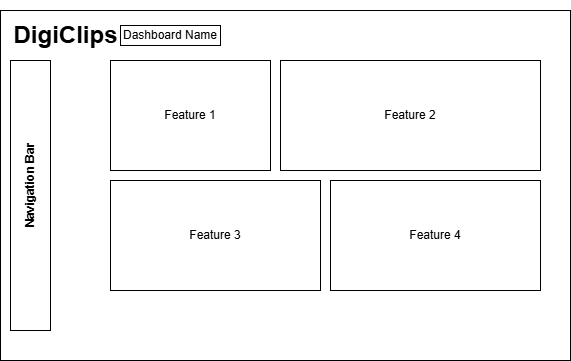 DigiClips
Dashboard Name
Navigation Bar
Feature 1
Feature 2
Feature 3
Feature 4